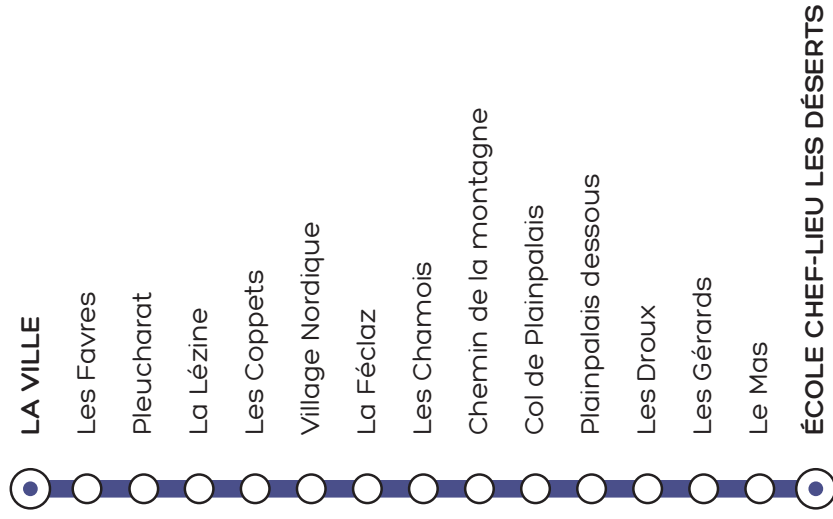 LA VILLE
Les Favres
Pleucharat
La Lézine
Les Coppets
Village Nordique
La Féclaz
Les Chamois
Chemin de la montagne
Col de Plainpalais
Plainpalais dessous
Les Droux
Les Gérards
Le Mas
ÉCOLE CHEF-LIEU LES DÉSERTS